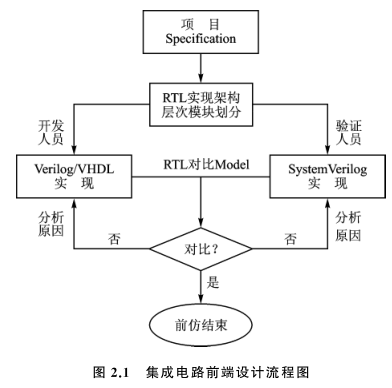 项 目
Specification
RTL实现架构
层次模块划分
开发
人员
验证
人员
Verilog/VHDL
实 现
RTL对比Model
SystemVerilog
实 现
分析
原因
否
对比?
否
分析
原因
是
前仿结束
图 2.1 集成电路前端设计流程图